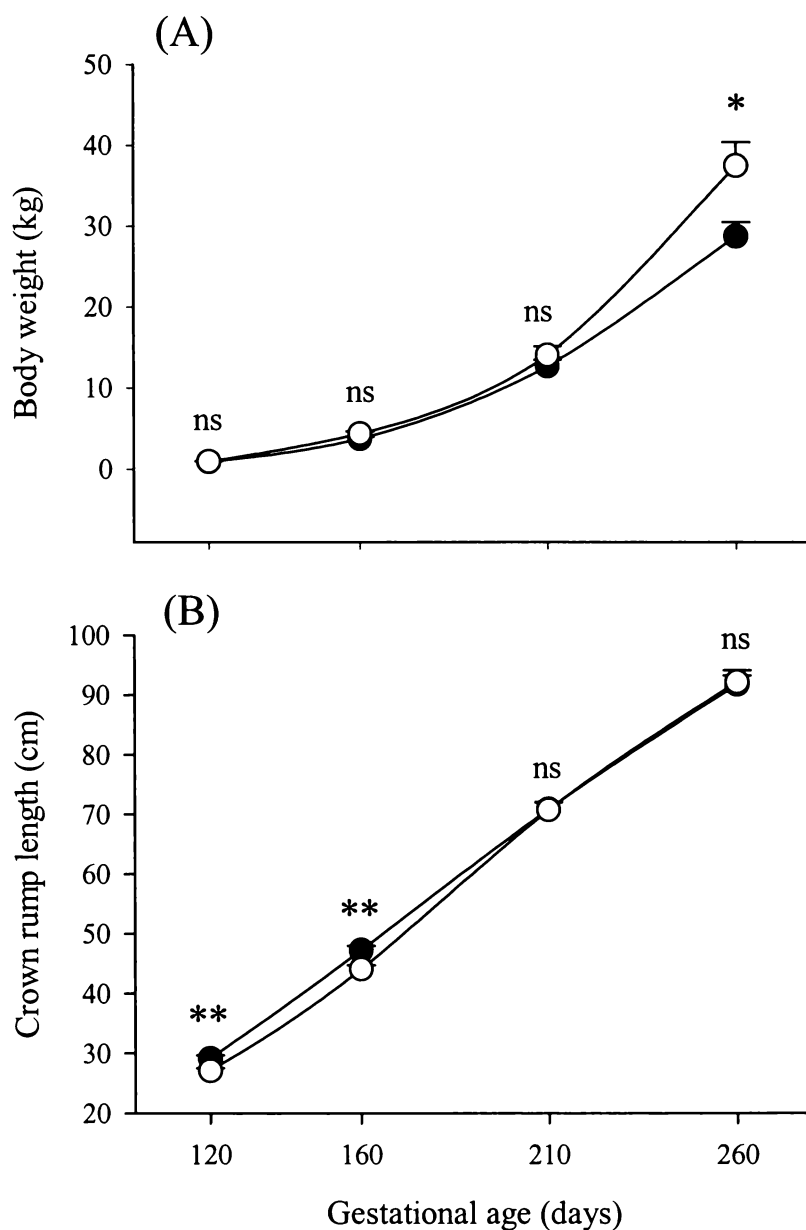 (A)
50
40
30
20
10
0
Body weight (kg)
ns
ns
ns
*
(B)
100
90
80
70
60
50
40
30
20
Crown rump length (cm)
**
**
ns
ns
120 160 210 260
Gestational age (days)